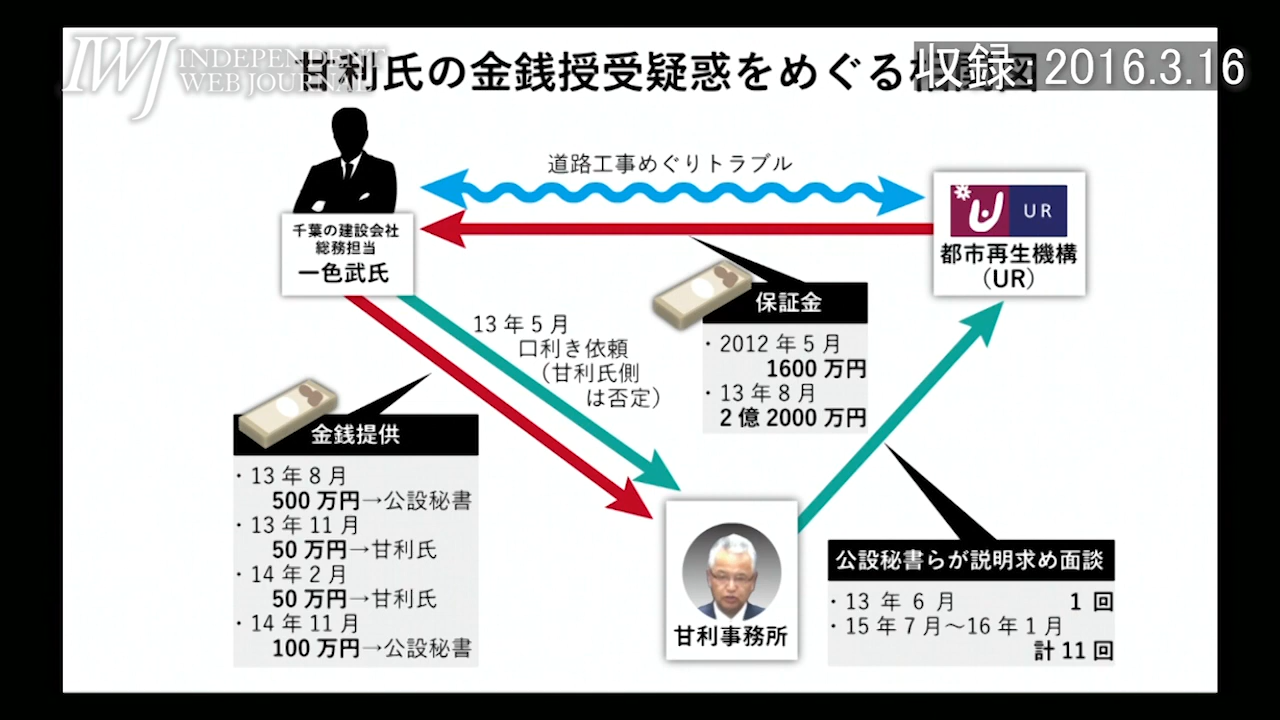 IWJ INDEPENDENT
WEB JOURNAL
甘利氏の金銭授受疑惑をめぐる
収録：2016.3.16
道路工事めぐりトラブル
千葉の建設会社
総務担当
一色武氏
UR
都市再生機構
（UR）
保証金
・2012年5月
1600万円
・13年8月
2億2000万円
13年5月
口利き依頼
（甘利氏側
は否定）
金銭提供
・13年8月
500万円→公設秘書
・13年11月
50万円→甘利氏
・14年2月
50万円→甘利氏
・14年11月
100万円→公設秘書
甘利事務所
公設秘書らが説明求め面談
・13年6月 1回
・15年7月〜16年1月
計11回